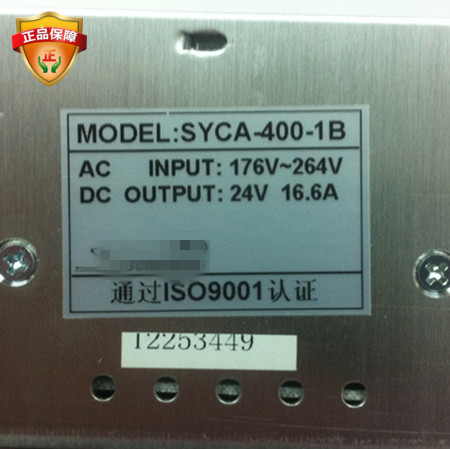 正品保障
MODEL:SYCA-400-1B
AC INPUT: 176V~264V
DC OUTPUT: 24V 16.6A
通过ISO9001认证
12253449